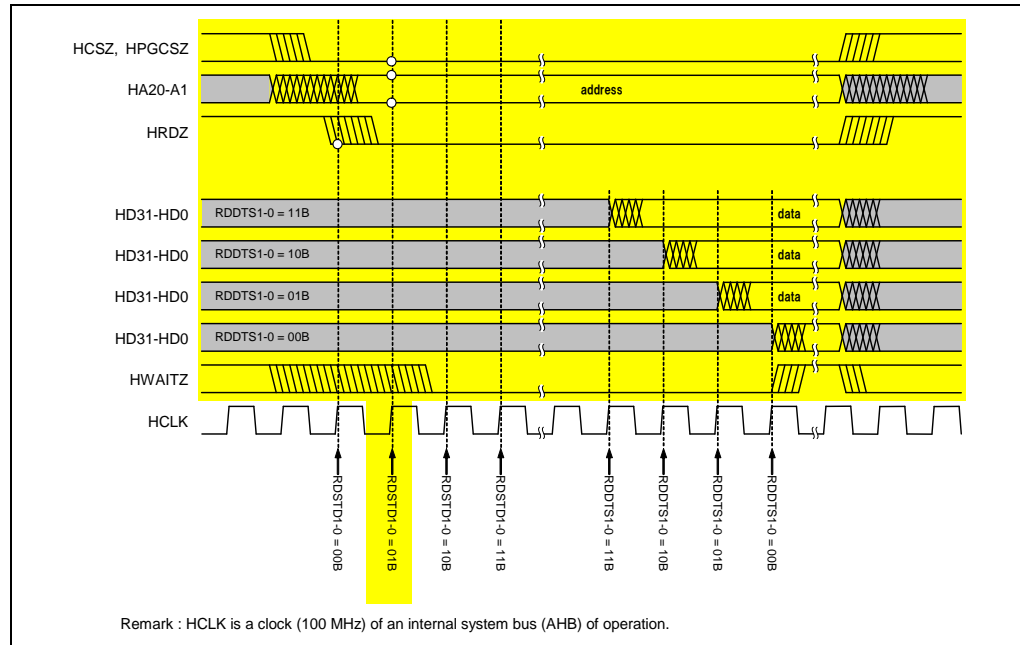 HCSZ, HPGCSZ
HA20-A1
address
HRDZ
HD31-HD0
RDDTS1-0 = 11B
data
HD31-HD0
RDDTS1-0 = 10B
data
HD31-HD0
RDDTS1-0 = 01B
data
HD31-HD0
RDDTS1-0 = 00B
data
HWAITZ
HCLK
RDSTD1-0 = 00B
RDSTD1-0 = 01B
RDSTD1-0 = 10B
RDSTD1-0 = 11B
RDDTS1-0 = 11B
RDDTS1-0 = 10B
RDDTS1-0 = 01B
RDDTS1-0 = 00B
Remark : HCLK is a clock (100 MHz) of an internal system bus (AHB) of operation.